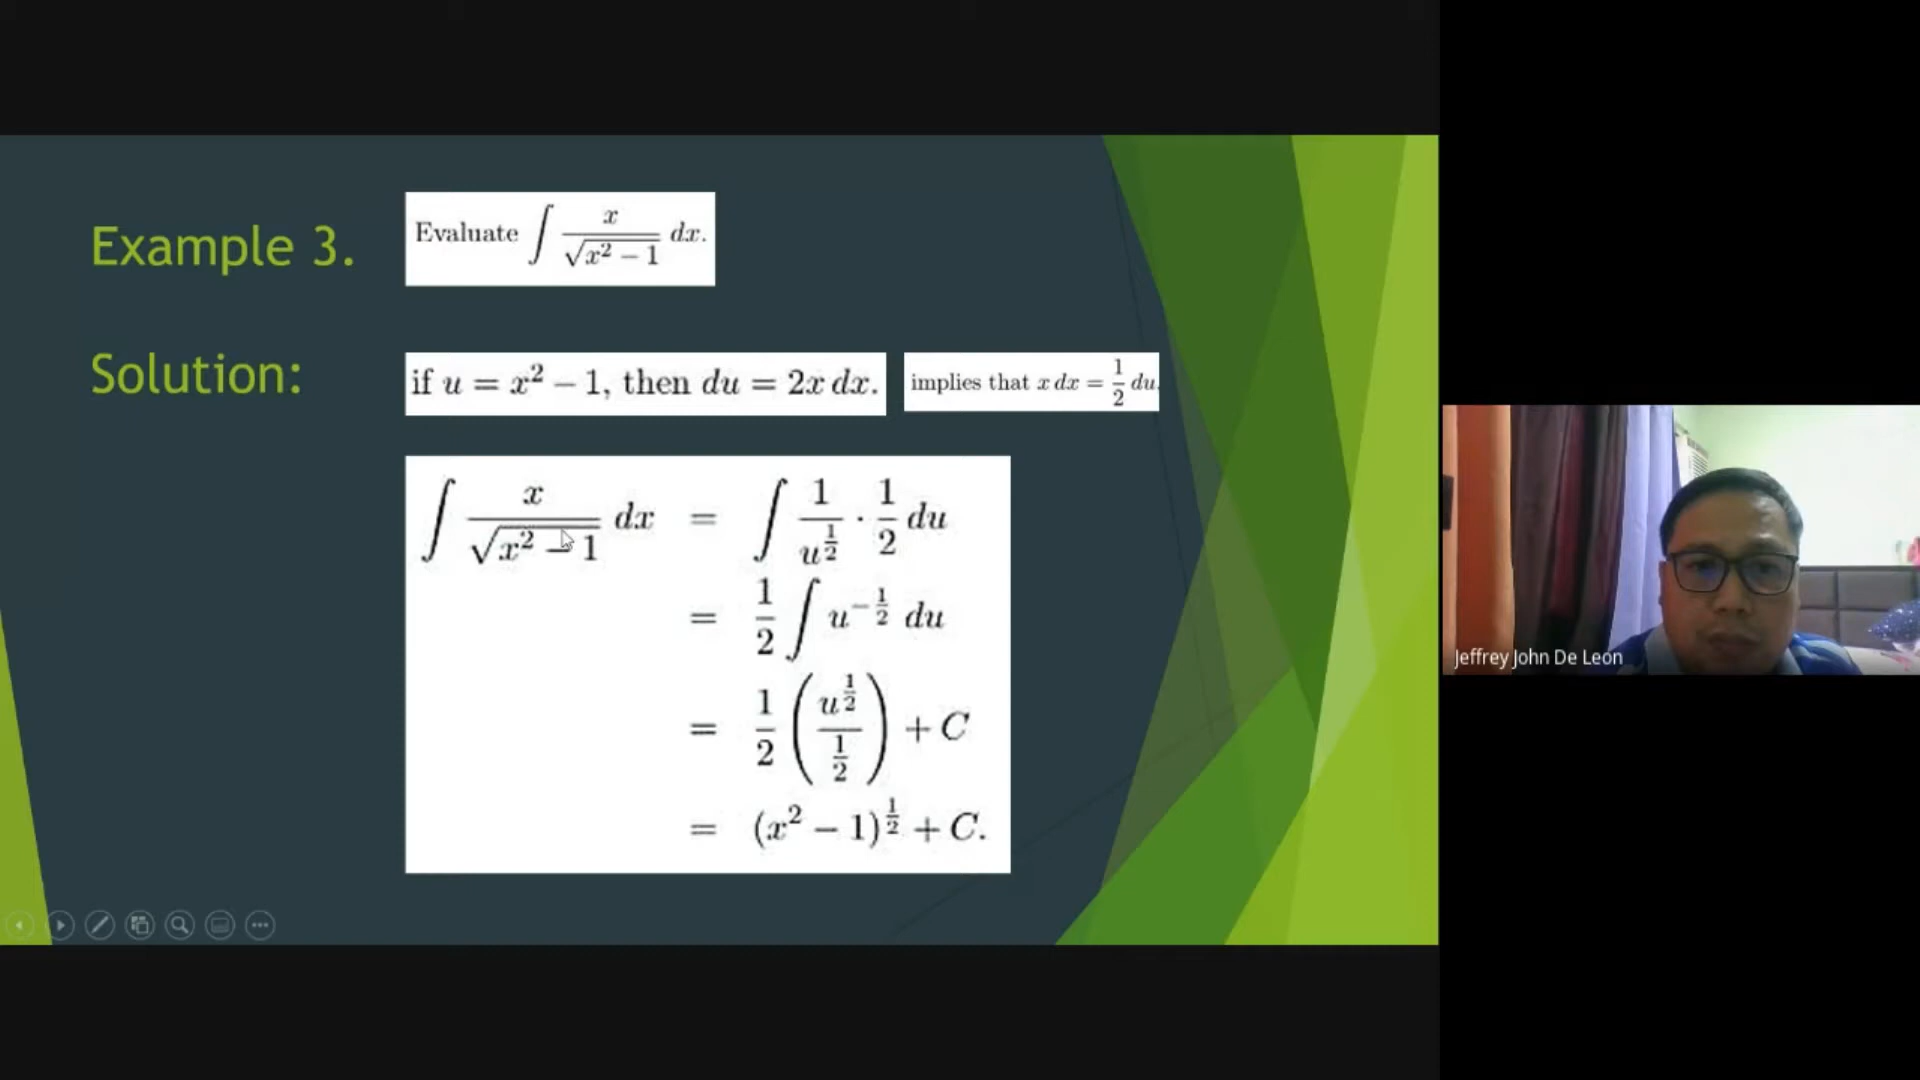 Example 3.
Evaluate ∫ x/√(x² − 1) dx.
Solution:
if u = x² − 1, then du = 2x dx.
implies that x dx = 1/2 du.
∫ x/√(x² − 1) dx = ∫ 1/u^(1/2) · 1/2 du
= 1/2 ∫ u^(−1/2) du
= 1/2 (u^(1/2) / (1/2)) + C
= (x² − 1)^(1/2) + C.
Jeffrey John De Leon